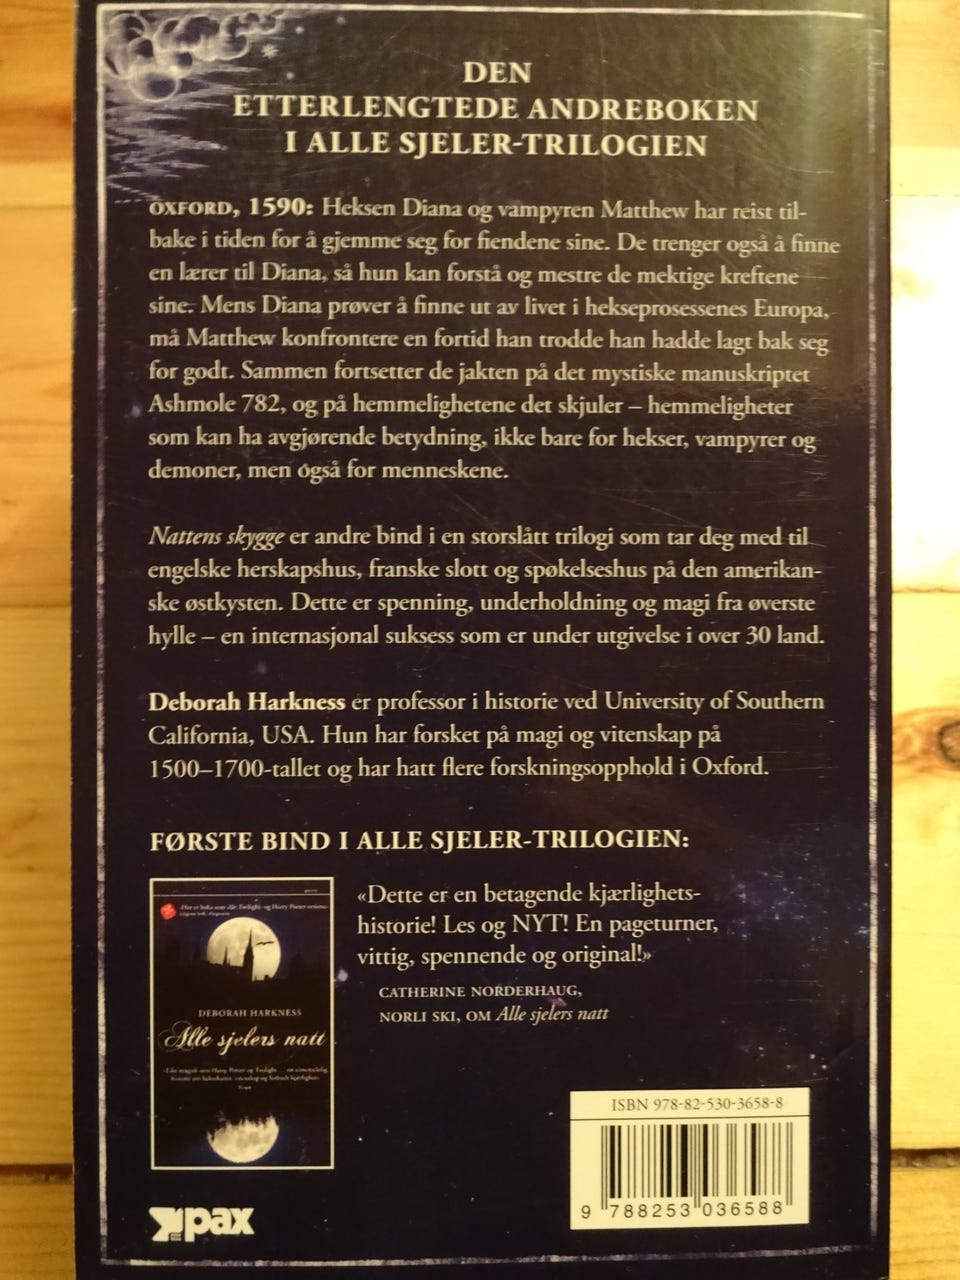 DEN
ETTERLENGTEDE ANDREBOKEN
I ALLE SJELER-TRILOGIEN
OXFORD, 1590: Heksen Diana og vampyren Matthew har reist til-
bake i tiden for å gjemme seg for fiendene sine. De trenger også å finne
en lærer til Diana, så hun kan forstå og mestre de mektige kreftene
sine. Mens Diana prøver å finne ut av livet i hekseprosessenes Europa,
må Matthew konfrontere en fortid han trodde han hadde lagt bak seg
for godt. Sammen fortsetter de jakten på det mystiske manuskriptet
Ashmole 782, og på hemmelighetene det skjuler – hemmeligheter
som kan ha avgjørende betydning, ikke bare for hekser, vampyrer og
demoner, men også for menneskene.
Nattens skygge er andre bind i en storslått trilogi som tar deg med til
engelske herskapshus, franske slott og spøkelseshus på den amerikan-
ske østkysten. Dette er spenning, underholdning og magi fra øverste
hylle – en internasjonal suksess som er under utgivelse i over 30 land.
Deborah Harkness er professor i historie ved University of Southern
California, USA. Hun har forsket på magi og vitenskap på
1500–1700-tallet og har hatt flere forskningsopphold i Oxford.
FØRSTE BIND I ALLE SJELER-TRILOGIEN:
«Dette er en betagende kjærlighets-
historie! Les og NYT! En pageturner,
vittig, spennende og original!»
CATHERINE NORDERHAUG,
NORLI SKI, OM Alle sjelers natt
DEBORAH HARKNESS
Alle sjelers natt
pax
ISBN 978-82-530-3658-8
9 788253 036588